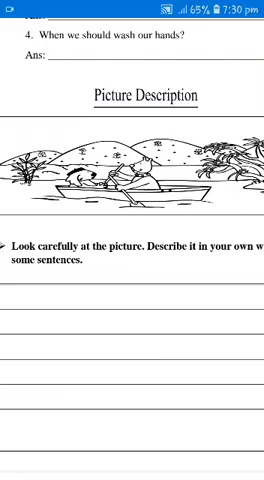 65% 7:30 pm
4. When we should wash our hands?
Ans:
Picture Description
Look carefully at the picture. Describe it in your own w
some sentences.